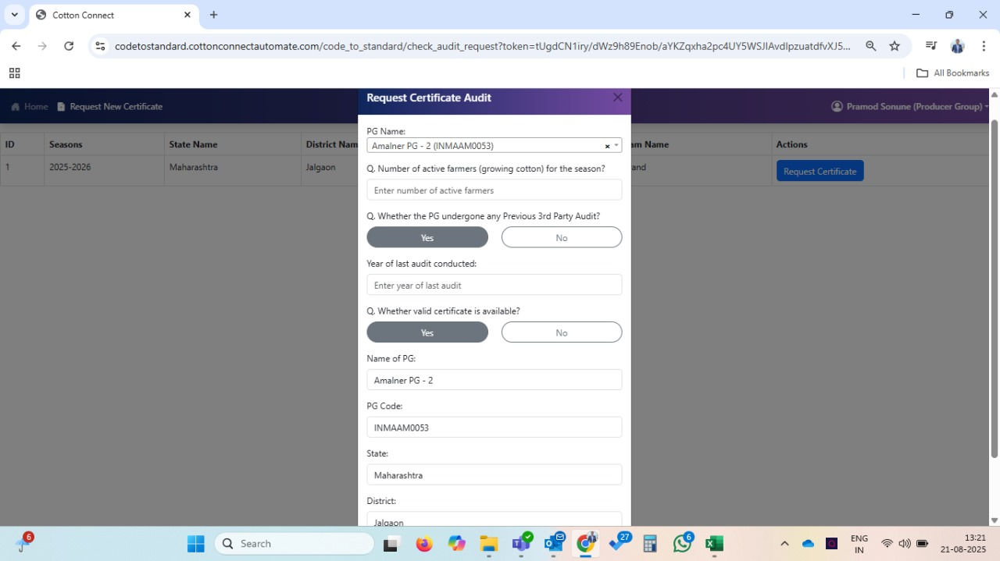 Cotton Connect
codetostandard.cottonconnectautomate.com/code_to_standard/check_audit_request?token=tUgdCN1iry/dWz9h89Enob/aYKZqxha2pc4UY5WSJIAvdIpzuatdfvXJ5...
All Bookmarks
Home
Request New Certificate
Request Certificate Audit
Pramod Sonune (Producer Group)
ID Seasons State Name District Nam am Name Actions
1 2025-2026 Maharashtra Jalgaon and Request Certificate
PG Name:
Amalner PG - 2 (INMAAM0053)
Q. Number of active farmers (growing cotton) for the season?
Enter number of active farmers
Q. Whether the PG undergone any Previous 3rd Party Audit?
Yes No
Year of last audit conducted:
Enter year of last audit
Q. Whether valid certificate is available?
Yes No
Name of PG:
Amalner PG - 2
PG Code:
INMAAM0053
State:
Maharashtra
District:
Jalgaon
6
Search
27
6
ENG
IN
13:21
21-08-2025